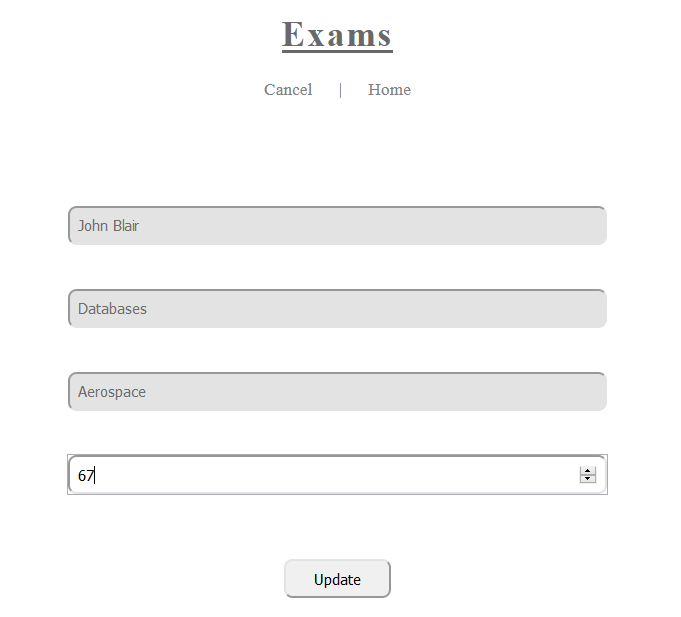 Exams
Cancel | Home
John Blair
Databases
Aerospace
67
Update